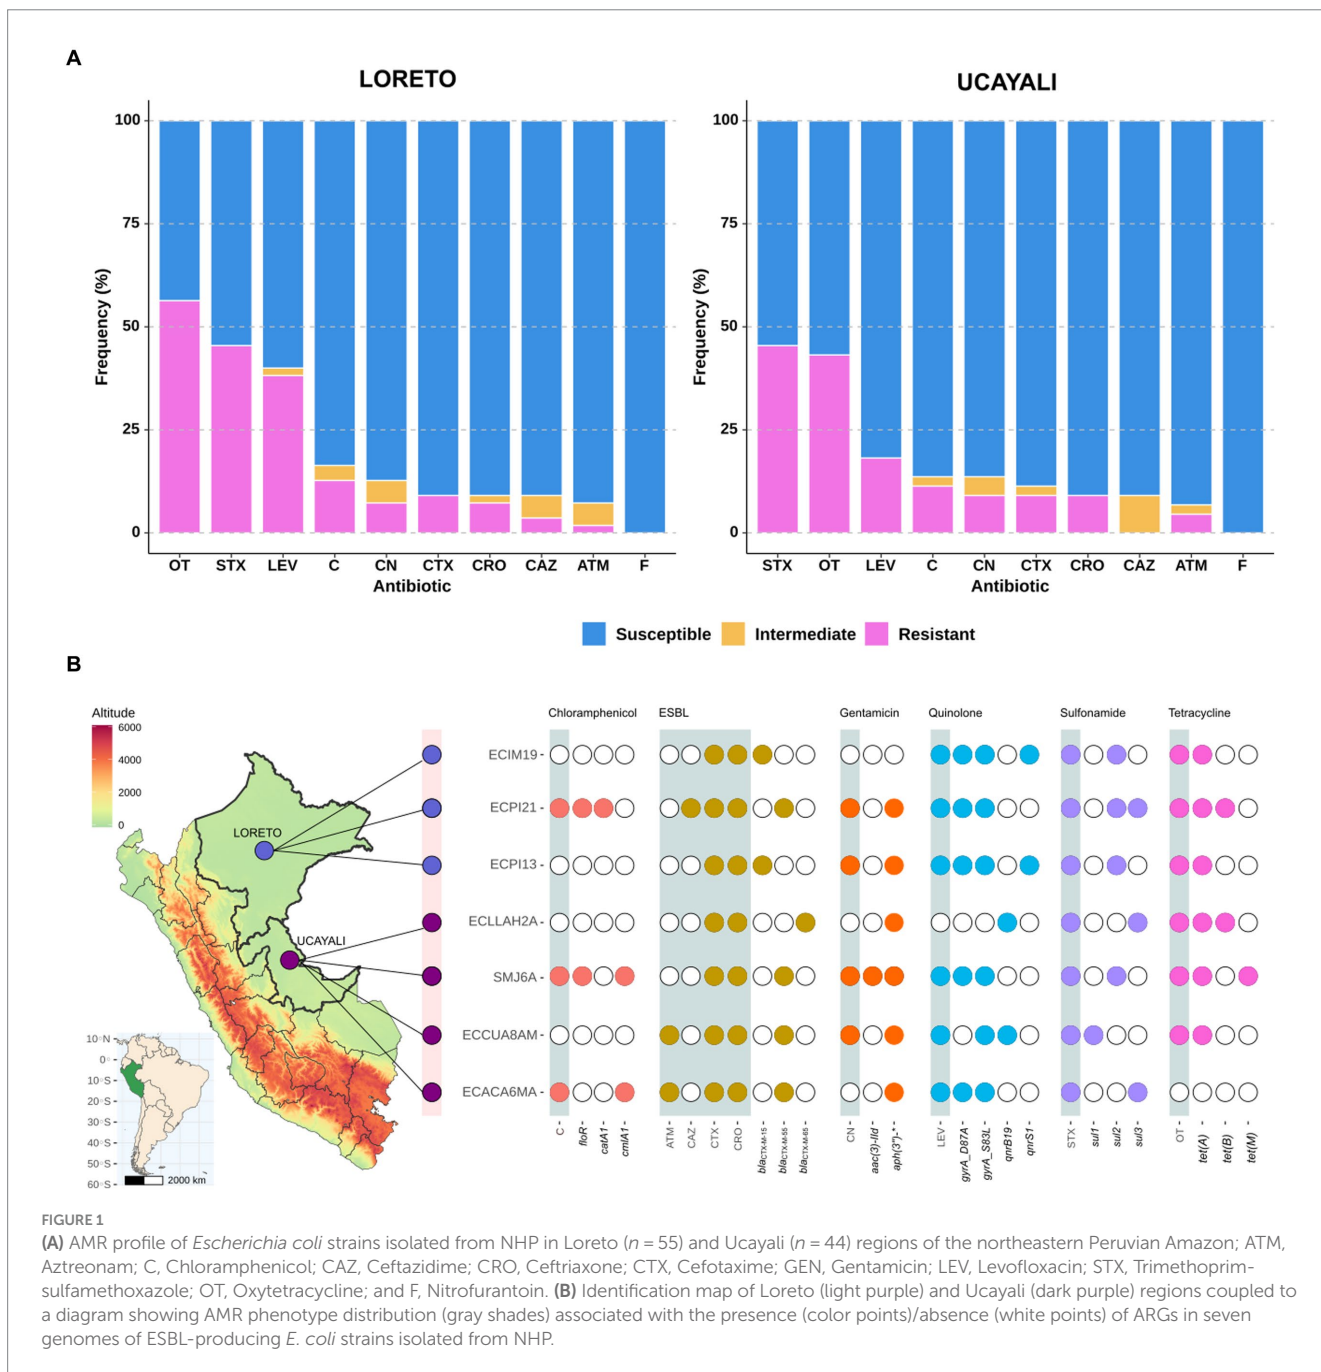 A
LORETO
UCAYALI
Frequency (%)
100
75
50
25
0
OT STX LEV C CN CTX CRO CAZ ATM F
Antibiotic
Frequency (%)
100
75
50
25
0
STX OT LEV C CN CTX CRO CAZ ATM F
Antibiotic
Susceptible Intermediate Resistant
B
Altitude
6000
4000
2000
0
LORETO
UCAYALI
10°N
0°
10°S
20°S
30°S
40°S
50°S
60°S
2000 km
Chloramphenicol ESBL Gentamicin Quinolone Sulfonamide Tetracycline
ECIM19
ECPI21
ECPI13
ECLLAH2A
SMJ6A
ECCUA8AM
ECACA6MA
C floR catA1 cmlA1 ATM CAZ CTX CRO blaCTX-M-15 blaCTX-M-55 blaCTX-M-65 CN aac(3)-IId aph(3")-* LEV gyrA_D87A gyrA_S83L qnrB19 qnrS1 STX sul1 sul2 sul3 OT tet(A) tet(B) tet(M)
FIGURE 1
(A) AMR profile of Escherichia coli strains isolated from NHP in Loreto (n = 55) and Ucayali (n = 44) regions of the northeastern Peruvian Amazon; ATM,
Aztreonam; C, Chloramphenicol; CAZ, Ceftazidime; CRO, Ceftriaxone; CTX, Cefotaxime; GEN, Gentamicin; LEV, Levofloxacin; STX, Trimethoprim-
sulfamethoxazole; OT, Oxytetracycline; and F, Nitrofurantoin. (B) Identification map of Loreto (light purple) and Ucayali (dark purple) regions coupled to
a diagram showing AMR phenotype distribution (gray shades) associated with the presence (color points)/absence (white points) of ARGs in seven
genomes of ESBL-producing E. coli strains isolated from NHP.